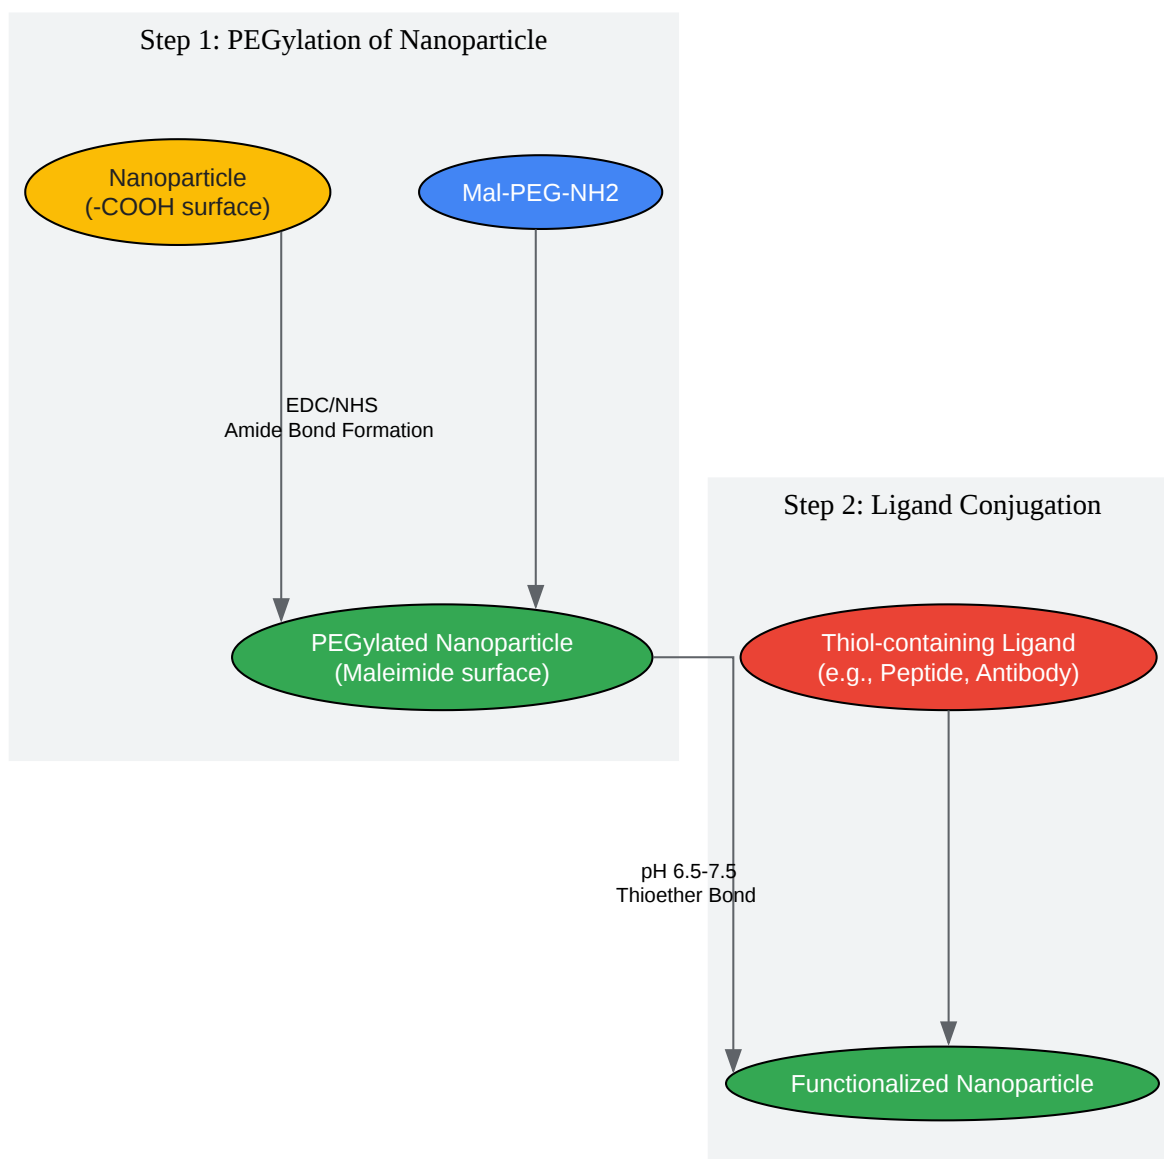 Step 1: PEGylation of Nanoparticle
Nanoparticle
(-COOH surface)
Mal-PEG-NH2
EDC/NHS
Amide Bond Formation
Step 2: Ligand Conjugation
PEGylated Nanoparticle
(Maleimide surface)
Thiol-containing Ligand
(e.g., Peptide, Antibody)
pH 6.5-7.5
Thioether Bond
Functionalized Nanoparticle